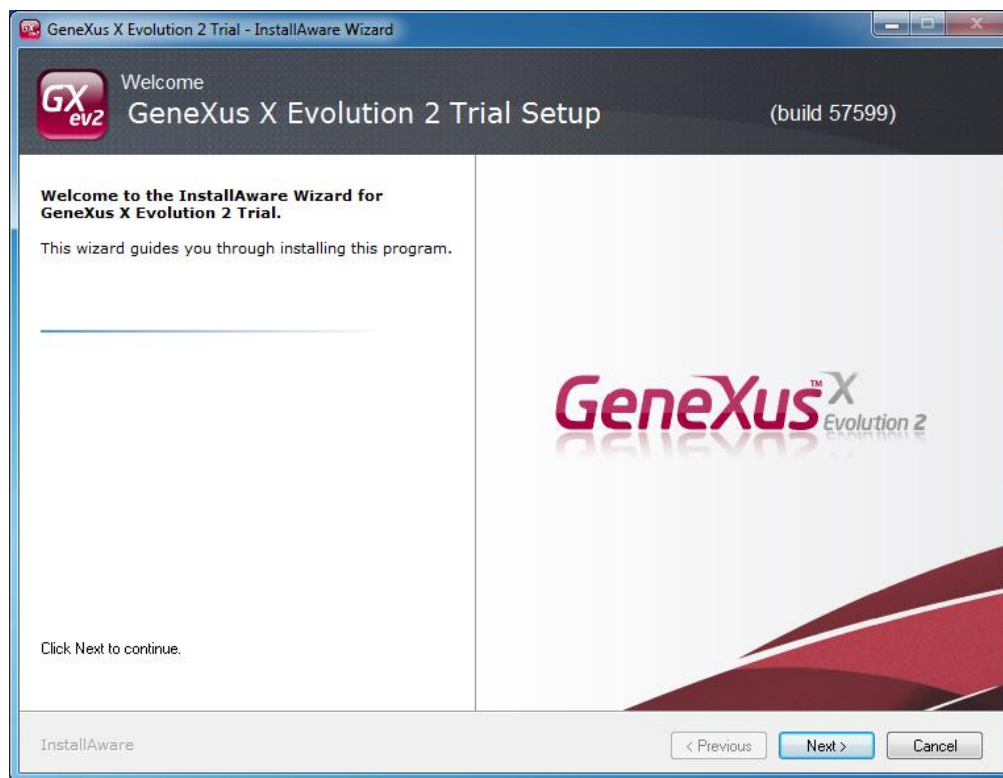 GeneXus X Evolution 2 Trial - InstallAware Wizard
GX
ev2
Welcome
GeneXus X Evolution 2 Trial Setup
(build 57599)
Welcome to the InstallAware Wizard for
GeneXus X Evolution 2 Trial.
This wizard guides you through installing this program.
GeneXus™ X
Evolution 2
Click Next to continue.
InstallAware
< Previous
Next >
Cancel